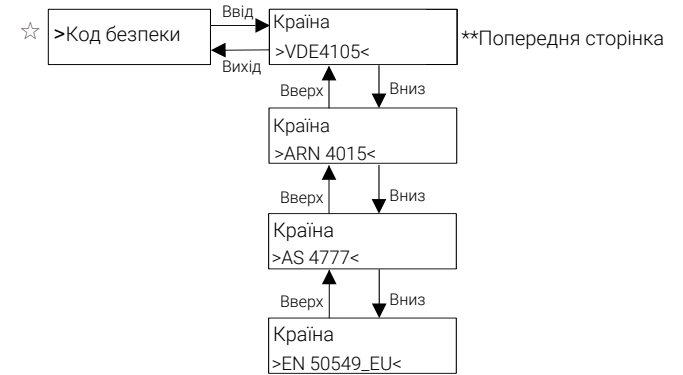 Ввід
☆ >Код безпеки
Країна
>VDE4105<
**Попередня сторінка
Вихід
Вверх
Вниз
Країна
>ARN 4015<
Вверх
Вниз
Країна
>AS 4777<
Вверх
Вниз
Країна
>EN 50549_EU<